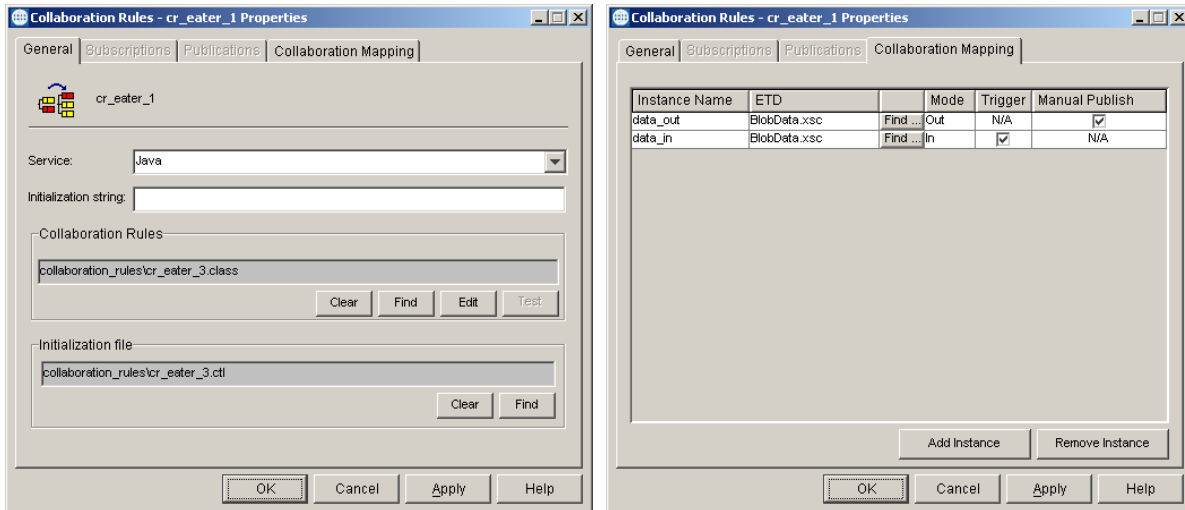 Collaboration Rules - cr_eater_1 Properties
General Subscriptions Publications Collaboration Mapping
cr_eater_1
Service: Java
Initialization string:
Collaboration Rules
collaboration_rules\cr_eater_3.class
Clear Find Edit Test
Initialization file
collaboration_rules\cr_eater_3.ctl
Clear Find
OK Cancel Apply Help
Collaboration Rules - cr_eater_1 Properties
General Subscriptions Publications Collaboration Mapping
Instance Name ETD Mode Trigger Manual Publish
data_out BlobData.xsc Find ... Out N/A
data_in BlobData.xsc Find ... In N/A
Add Instance Remove Instance
OK Cancel Apply Help